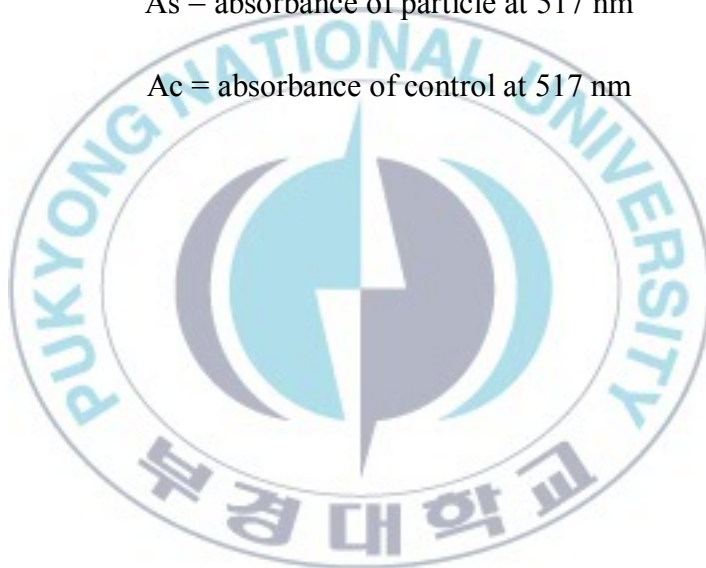 As = absorbance of particle at 517 nm
Ac = absorbance of control at 517 nm
PUKYONG NATIONAL UNIVERSITY
부경대학교